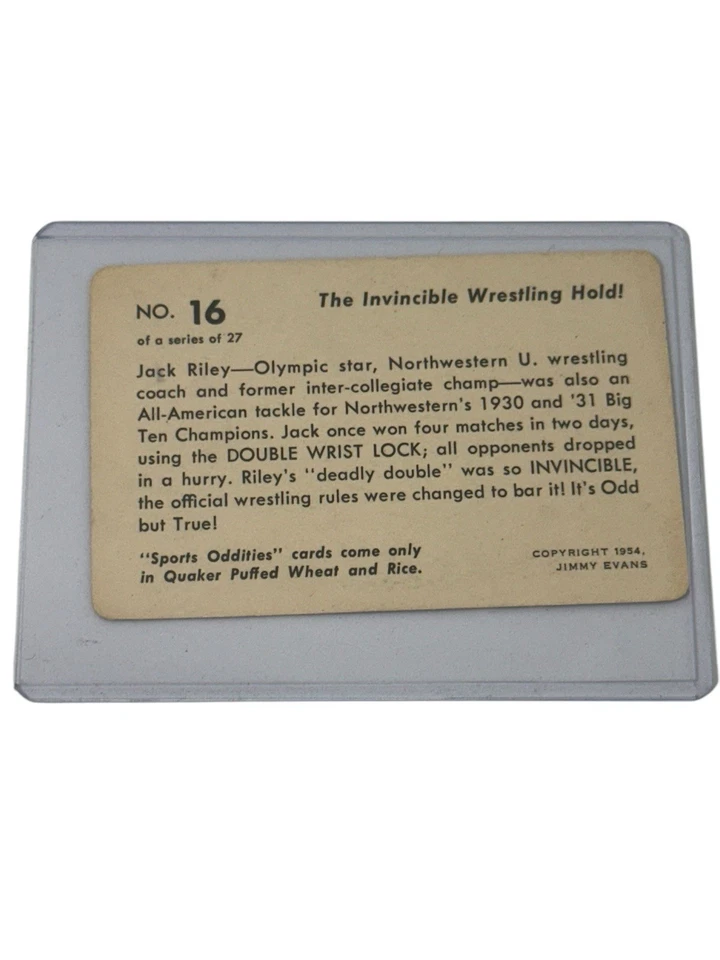 NO. 16
The Invincible Wrestling Hold!
of a series of 27
Jack Riley—Olympic star, Northwestern U. wrestling
coach and former inter-collegiate champ—was also an
All-American tackle for Northwestern's 1930 and '31 Big
Ten Champions. Jack once won four matches in two days,
using the DOUBLE WRIST LOCK; all opponents dropped
in a hurry. Riley's "deadly double" was so INVINCIBLE,
the official wrestling rules were changed to bar it! It's Odd
but True!
"Sports Oddities" cards come only
in Quaker Puffed Wheat and Rice.
COPYRIGHT 1954,
JIMMY EVANS